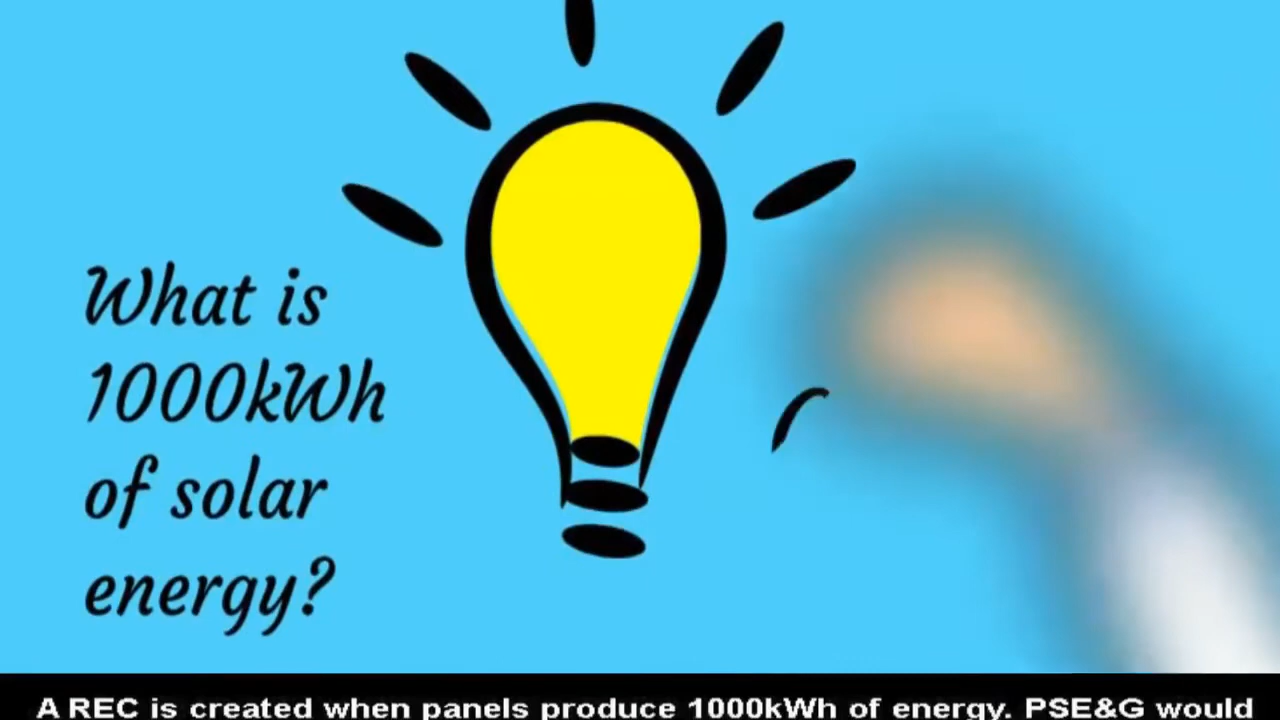 What is
1000kWh
of solar
energy?
A REC is created when panels produce 1000kWh of energy. PSE&G would